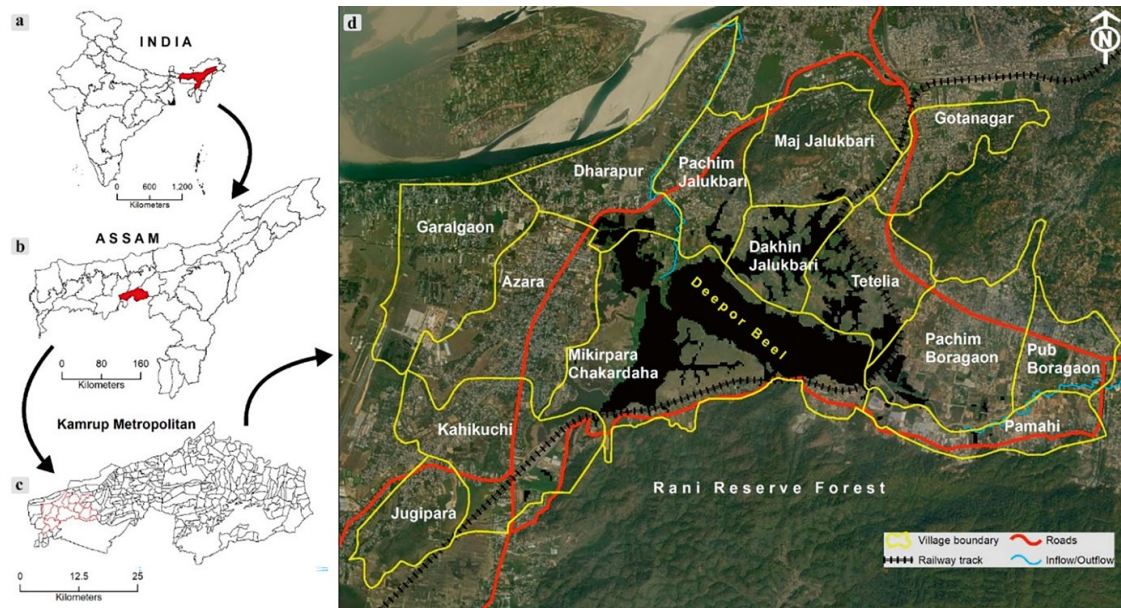 a
I N D I A
0 600 1,200
Kilometers
b
A S S A M
0 80 160
Kilometers
Kamrup Metropolitan
c
0 12.5 25
Kilometers
d
N
Gotanagar
Maj Jalukbari
Dharapur
Pachim
Jalukbari
Garalgaon
Azara
Dakhin
Jalukbari
Tetelia
Deepor Beel
Mikirpara
Chakardaha
Pachim
Boragaon
Pub
Boragaon
Kahikuchi
Pamahi
Jugipara
Rani Reserve Forest
Village boundary
Roads
Railway track
Inflow/Outflow